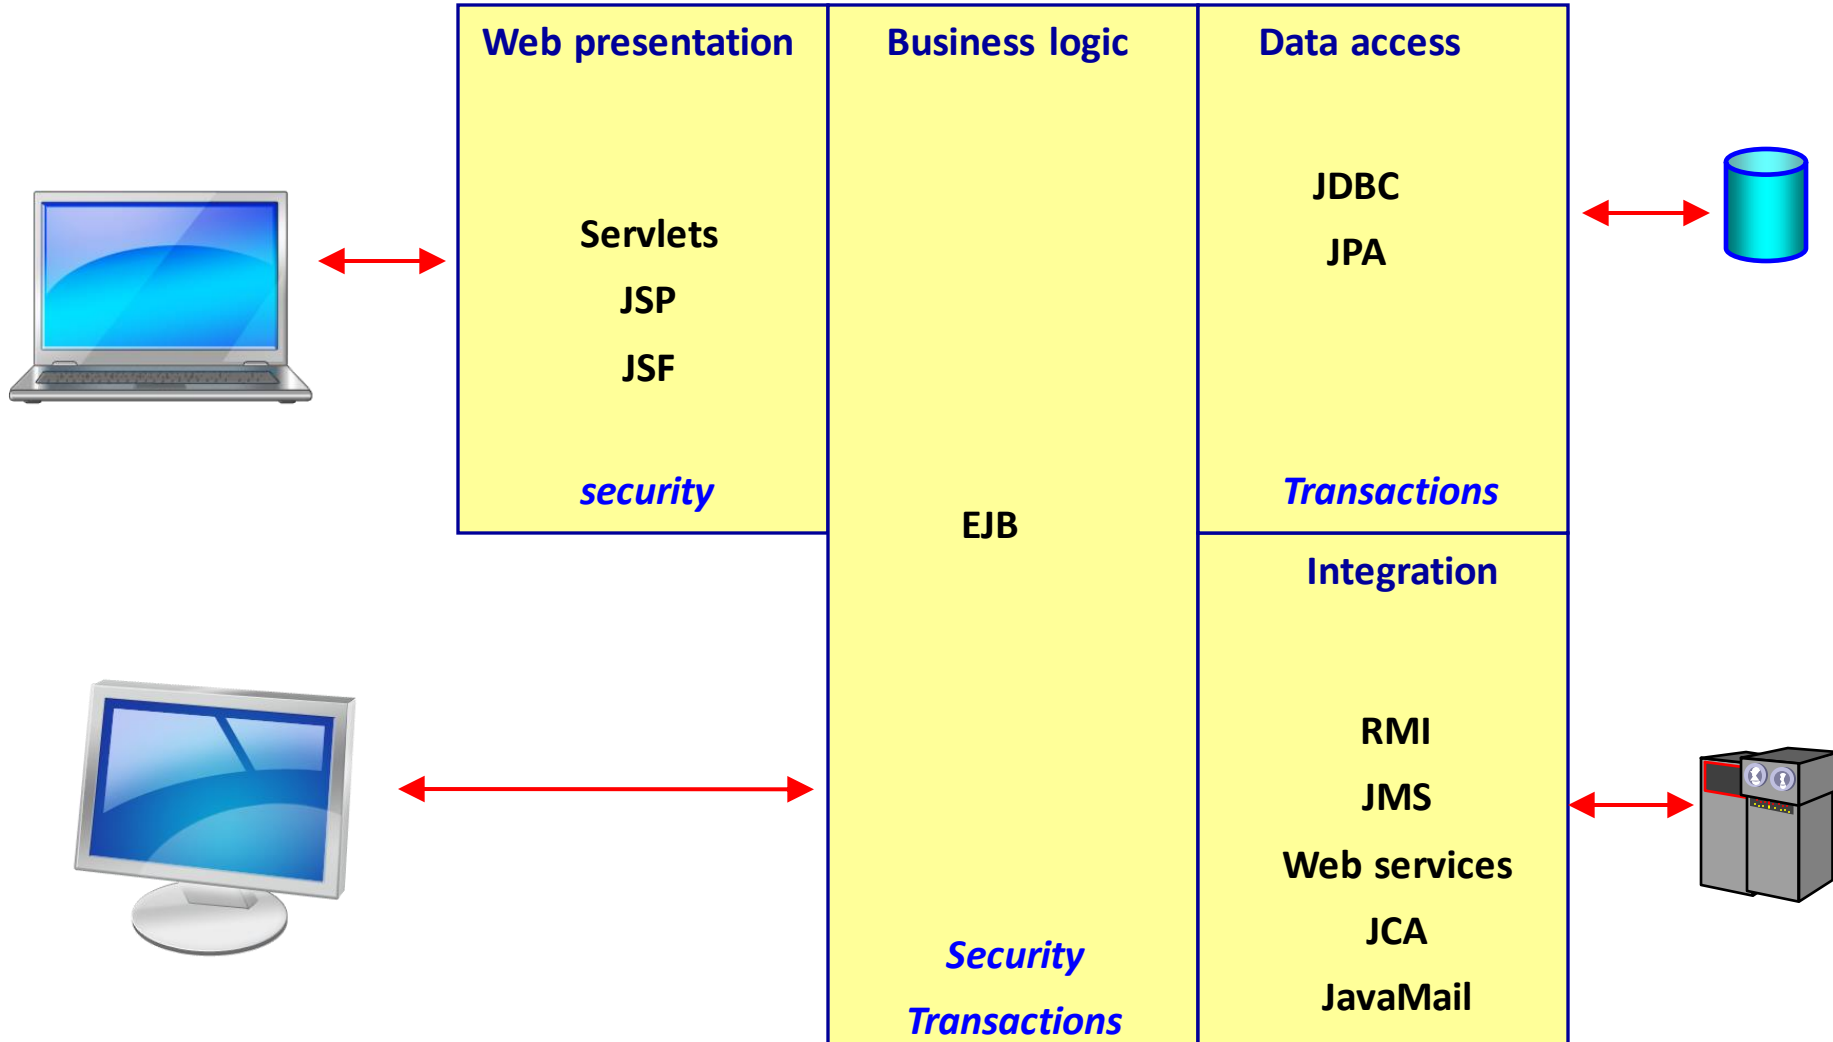 Web presentation
Servlets
JSP
JSF
security
Business logic
EJB
Security
Transactions
Data access
JDBC
JPA
Transactions
Integration
RMI
JMS
Web services
JCA
JavaMail